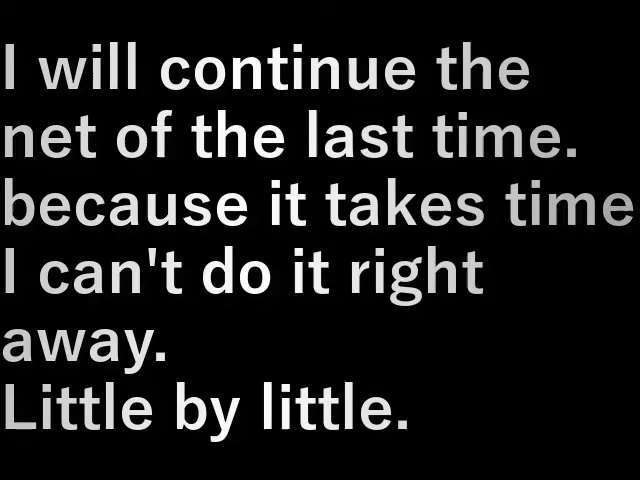 I will continue the
net of the last time.
because it takes time
I can't do it right
away.
Little by little.